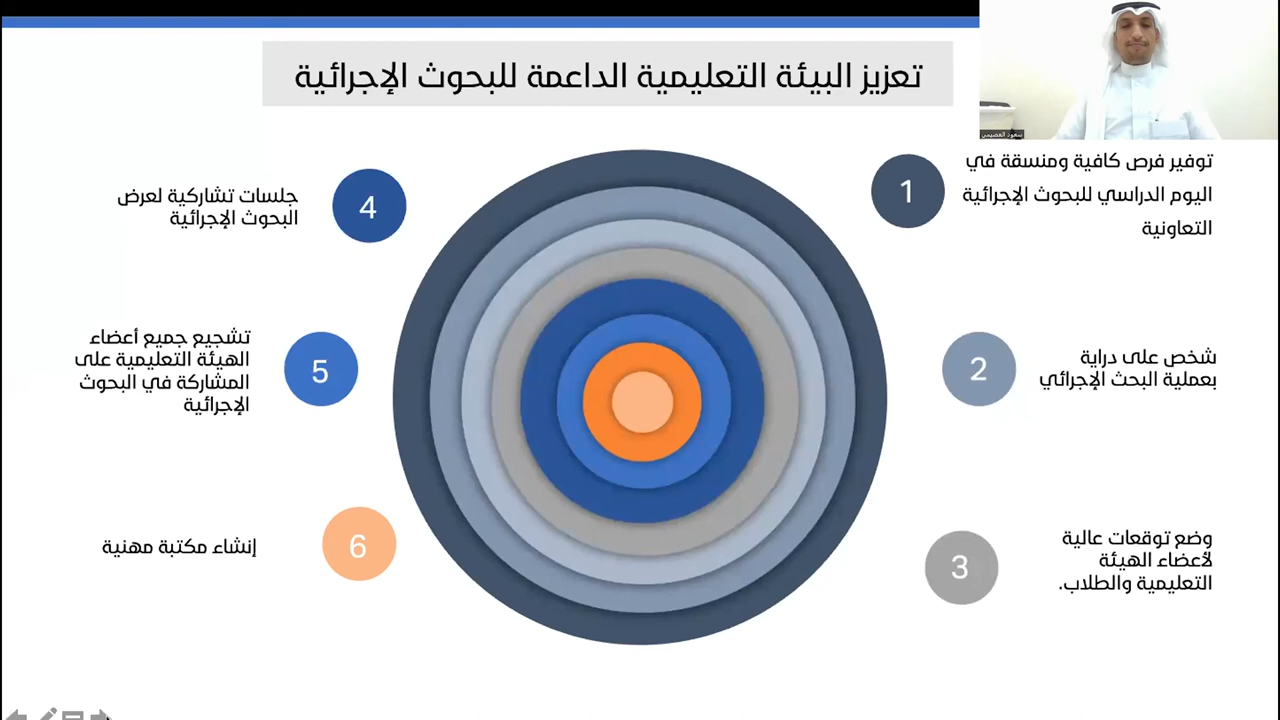 تعزيز البيئة التعليمية الداعمة للبحوث الإجرائية
سعود العصيمي
1
توفير فرص كافية ومنسقة في
اليوم الدراسي للبحوث الإجرائية
التعاونية
2
شخص على دراية
بعملية البحث الإجرائي
3
وضع توقعات عالية
لأعضاء الهيئة
التعليمية والطلاب.
4
جلسات تشاركية لعرض
البحوث الإجرائية
5
تشجيع جميع أعضاء
الهيئة التعليمية على
المشاركة في البحوث
الإجرائية
6
إنشاء مكتبة مهنية